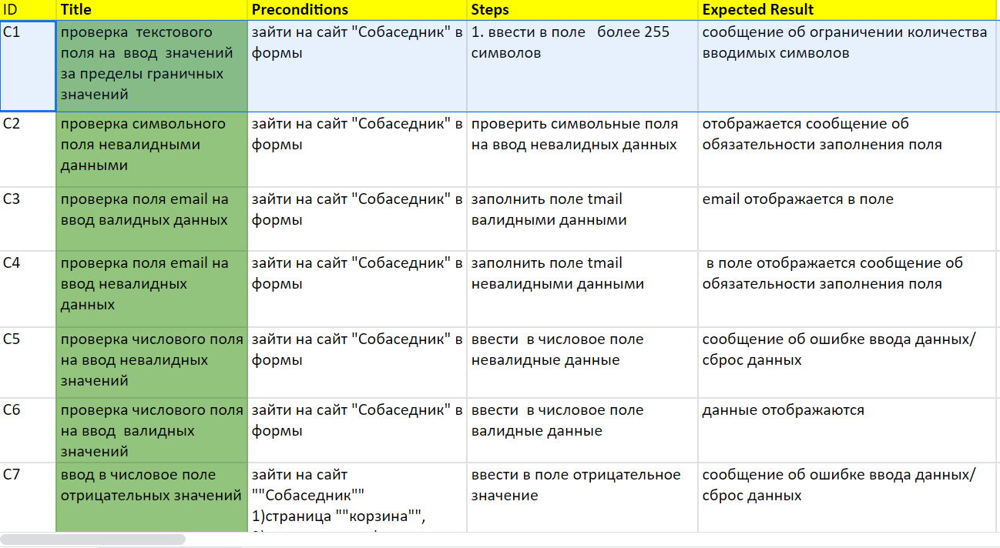 ID Title Preconditions Steps Expected Result
C1 проверка текстового зайти на сайт "Собаседник" в 1. ввести в поле более 255 сообщение об ограничении количества
поля на ввод значений формы символов вводимых символов
за пределы граничных
значений
C2 проверка символьного зайти на сайт "Собаседник" в проверить символьные поля отображается сообщение об
поля невалидными формы на ввод невалидных данных обязательности заполнения поля
данными
C3 проверка поля email на зайти на сайт "Собаседник" в заполнить поле tmail email отображается в поле
ввод валидных данных формы валидными данными
C4 проверка поля email на зайти на сайт "Собаседник" в заполнить поле tmail в поле отображается сообщение об
ввод невалидных формы невалидными данными обязательности заполнения поля
данных
C5 проверка числового поля зайти на сайт "Собаседник" в ввести в числовое поле сообщение об ошибке ввода данных/
на ввод невалидных формы невалидные данные сброс данных
значений
C6 проверка числового поля зайти на сайт "Собаседник" в ввести в числовое поле данные отображаются
на ввод валидных формы валидные данные
значений
C7 ввод в числовое поле зайти на сайт ввести в поле отрицательное сообщение об ошибке ввода данных/
отрицательных значений ""Собаседник"" значение сброс данных
1)страница ""корзина"",